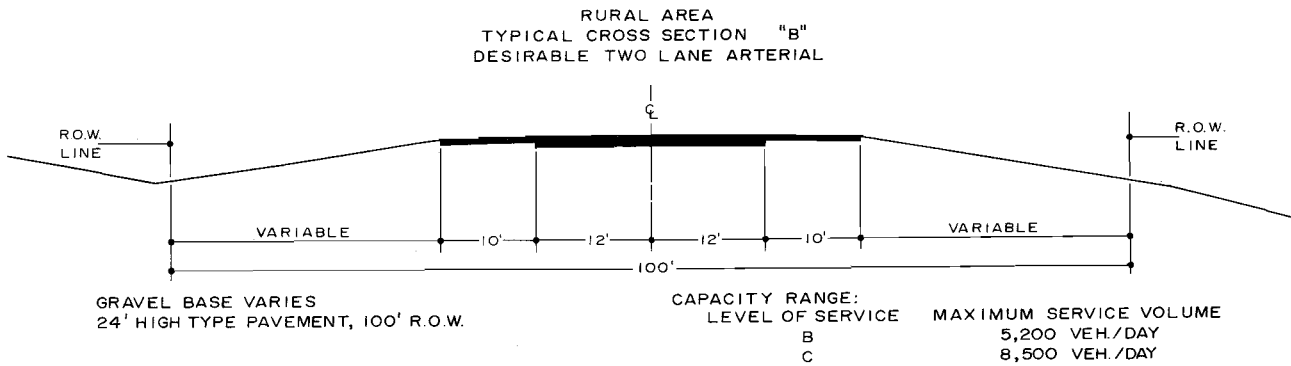 RURAL AREA
TYPICAL CROSS SECTION "B"
DESIRABLE TWO LANE ARTERIAL
℄
R.O.W. LINE
R.O.W. LINE
VARIABLE 10' 12' 12' 10' VARIABLE
100'
GRAVEL BASE VARIES
24' HIGH TYPE PAVEMENT, 100' R.O.W.
CAPACITY RANGE:
LEVEL OF SERVICE MAXIMUM SERVICE VOLUME
B 5,200 VEH./DAY
C 8,500 VEH./DAY